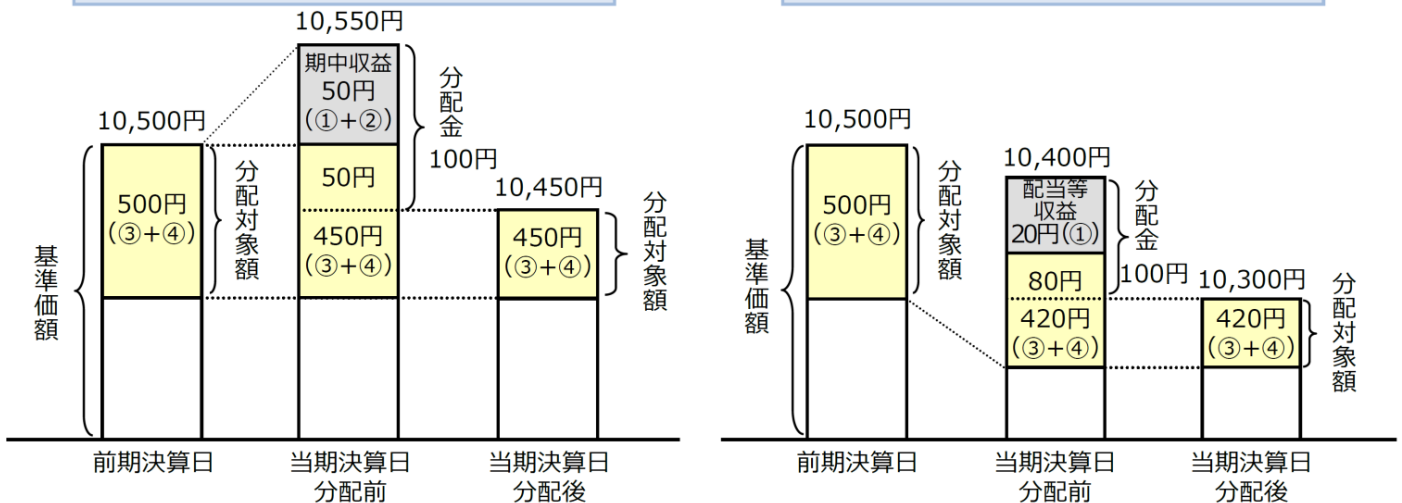 10,550円
期中収益
50円
(①+②)
分配金
100円
10,500円
500円
(③+④)
分配対象額
50円
450円
(③+④)
10,450円
450円
(③+④)
分配対象額
基準価額
前期決算日
当期決算日
分配前
当期決算日
分配後
10,500円
500円
(③+④)
分配対象額
10,400円
配当等
収益
20円(①)
分配金
100円
80円
420円
(③+④)
10,300円
420円
(③+④)
分配対象額
基準価額
前期決算日
当期決算日
分配前
当期決算日
分配後